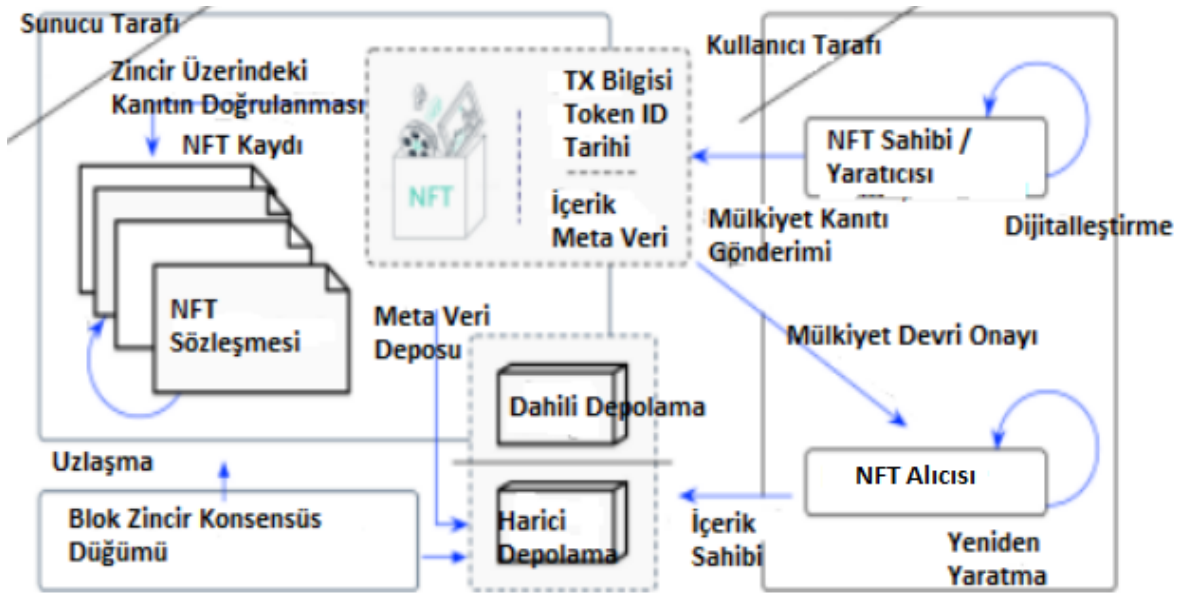 Sunucu Tarafı
Zincir Üzerindeki
Kanıtın Doğrulanması
NFT Kaydı
NFT
Sözleşmesi
NFT
TX Bilgisi
Token ID
Tarihi
İçerik
Meta Veri
Kullanıcı Tarafı
NFT Sahibi /
Yaratıcısı
Dijitalleştirme
Mülkiyet Kanıtı
Gönderimi
Mülkiyet Devri Onayı
Meta Veri
Deposu
Dahili Depolama
Harici
Depolama
Uzlaşma
Blok Zincir Konsensüs
Düğümü
İçerik
Sahibi
NFT Alıcısı
Yeniden
Yaratma